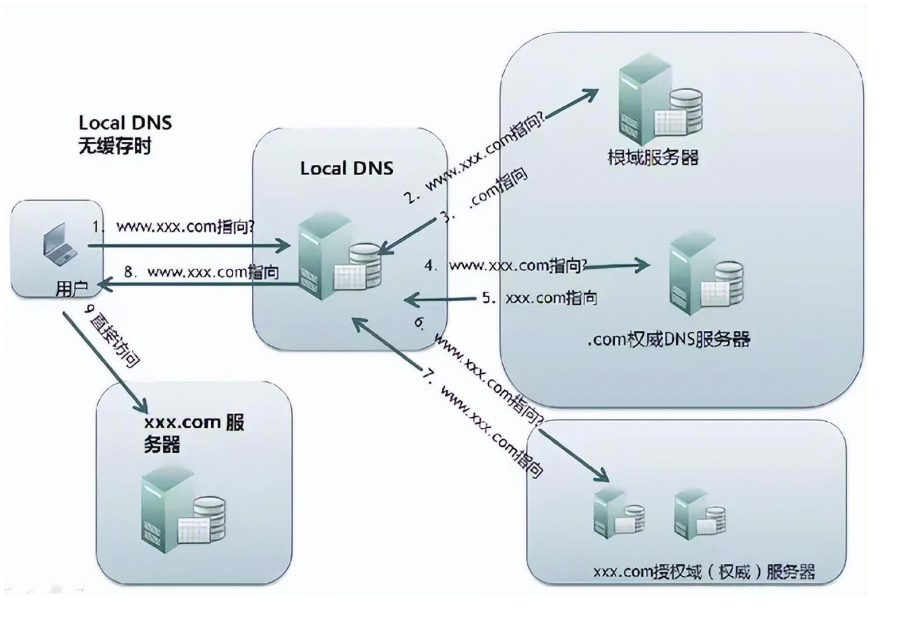 Local DNS
无缓存时
Local DNS
根域服务器
1. www.xxx.com指向?
2. www.xxx.com指向?
3. .com指向
4. www.xxx.com指向?
5. xxx.com指向
6. www.xxx.com指向?
7. www.xxx.com指向
8. www.xxx.com指向
9 直接访问
用户
.com权威DNS服务器
xxx.com 服
务器
xxx.com授权域（权威）服务器